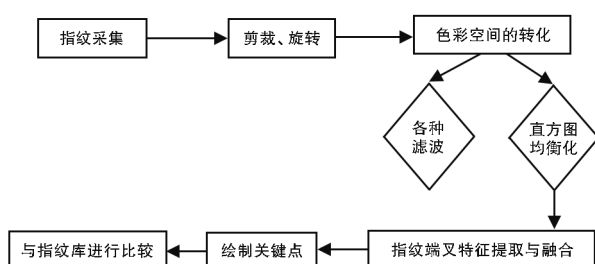 指纹采集
剪裁、旋转
色彩空间的转化
各种
滤波
直方图
均衡化
与指纹库进行比较
绘制关键点
指纹端叉特征提取与融合